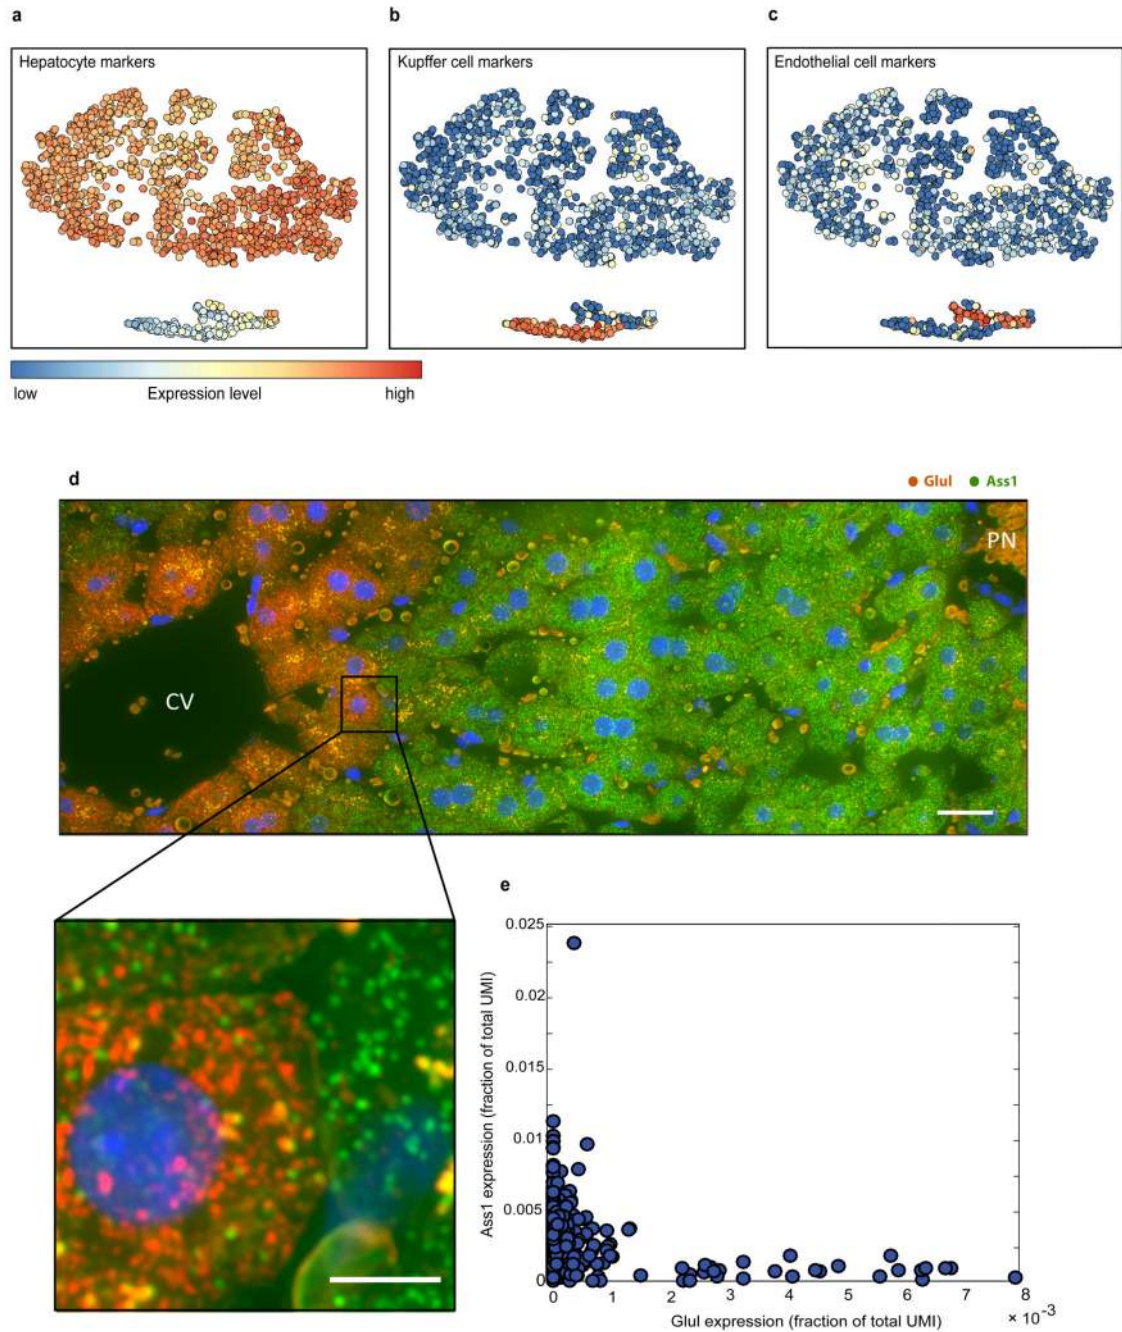 a
b
c
Hepatocyte markers
Kupffer cell markers
Endothelial cell markers
low
Expression level
high
d
Glul
Ass1
CV
PN
e
Ass1 expression (fraction of total UMI)
0.025
0.02
0.015
0.01
0.005
0
0 1 2 3 4 5 6 7 8
× 10-3
Glul expression (fraction of total UMI)